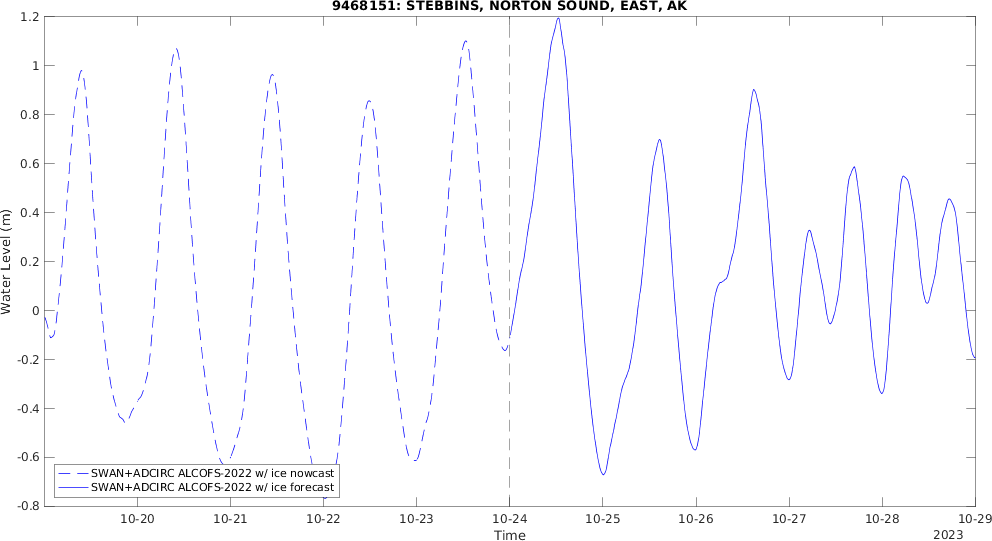 9468151: STEBBINS, NORTON SOUND, EAST, AK
1.2
1
0.8
0.6
0.4
0.2
0
-0.2
-0.4
-0.6
-0.8
Water Level (m)
SWAN+ADCIRC ALCOFS-2022 w/ ice nowcast
SWAN+ADCIRC ALCOFS-2022 w/ ice forecast
10-20 10-21 10-22 10-23 10-24 10-25 10-26 10-27 10-28 10-29
Time
2023